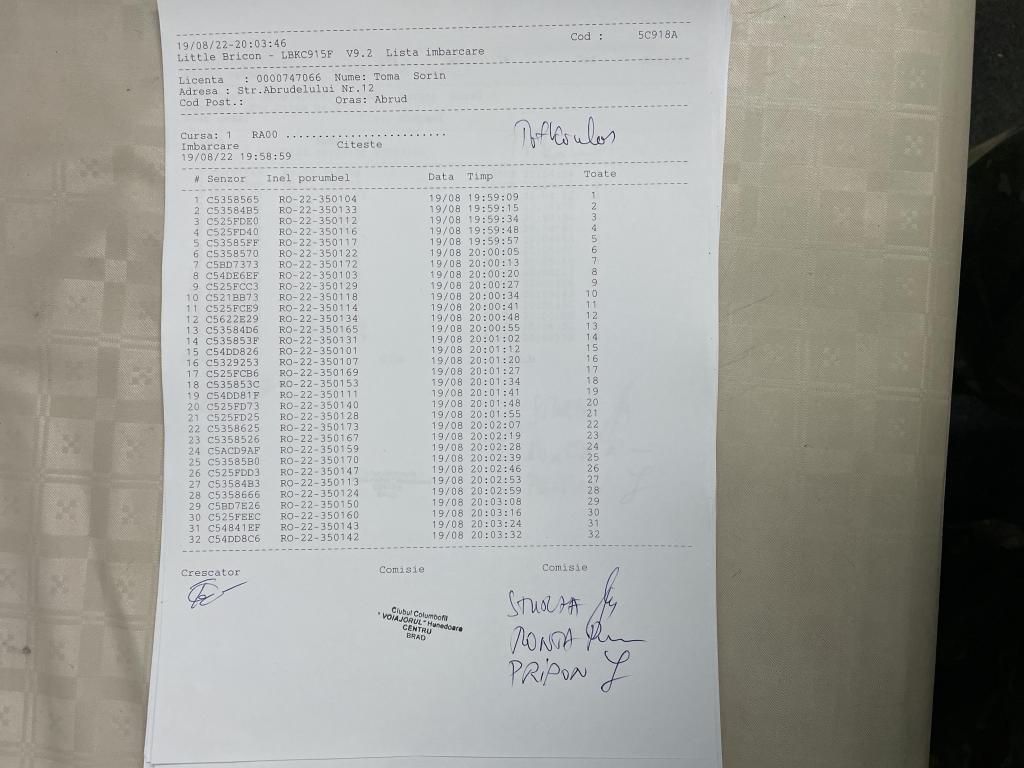 19/08/22-20:03:46 Cod : 5C918A
Little Bricon - LBKC915F V9.2 Lista imbarcare
Licenta : 0000747066 Nume: Toma Sorin
Adresa : Str.Abrudelului Nr.12
Cod Post.: Oras: Abrud
Cursa: 1 RA00 .........................
Imbarcare Citeste
19/08/22 19:58:59
# Senzor Inel porumbel Data Timp Toate
1 C5358565 RO-22-350104 19/08 19:59:09 1
2 C53584B5 RO-22-350133 19/08 19:59:15 2
3 C525FDE0 RO-22-350112 19/08 19:59:34 3
4 C525FD40 RO-22-350116 19/08 19:59:48 4
5 C53585FF RO-22-350117 19/08 19:59:57 5
6 C5358570 RO-22-350122 19/08 20:00:05 6
7 C5BD7373 RO-22-350172 19/08 20:00:13 7
8 C54DE6EF RO-22-350103 19/08 20:00:20 8
9 C525FCC3 RO-22-350129 19/08 20:00:27 9
10 C521BB73 RO-22-350118 19/08 20:00:34 10
11 C525FCE9 RO-22-350114 19/08 20:00:41 11
12 C5622E29 RO-22-350134 19/08 20:00:48 12
13 C53584D6 RO-22-350165 19/08 20:00:55 13
14 C535853F RO-22-350131 19/08 20:01:02 14
15 C54DD826 RO-22-350101 19/08 20:01:12 15
16 C5329253 RO-22-350107 19/08 20:01:20 16
17 C525FCB6 RO-22-350169 19/08 20:01:27 17
18 C535853C RO-22-350153 19/08 20:01:34 18
19 C54DD81F RO-22-350111 19/08 20:01:41 19
20 C525FD73 RO-22-350140 19/08 20:01:48 20
21 C525FD25 RO-22-350128 19/08 20:01:55 21
22 C5358625 RO-22-350173 19/08 20:02:07 22
23 C5358526 RO-22-350167 19/08 20:02:19 23
24 C5ACD9AF RO-22-350159 19/08 20:02:28 24
25 C53585B0 RO-22-350170 19/08 20:02:39 25
26 C525FDD3 RO-22-350147 19/08 20:02:46 26
27 C53584B3 RO-22-350113 19/08 20:02:53 27
28 C5358666 RO-22-350124 19/08 20:02:59 28
29 C5BD7E26 RO-22-350150 19/08 20:03:08 29
30 C525FEEC RO-22-350160 19/08 20:03:16 30
31 C54841EF RO-22-350143 19/08 20:03:24 31
32 C54DD8C6 RO-22-350142 19/08 20:03:32 32
Crescator Comisie Comisie
Clubul Columbofil
"VOIAJORUL" Hunedoara
CENTRU
BRAD
PRIPON